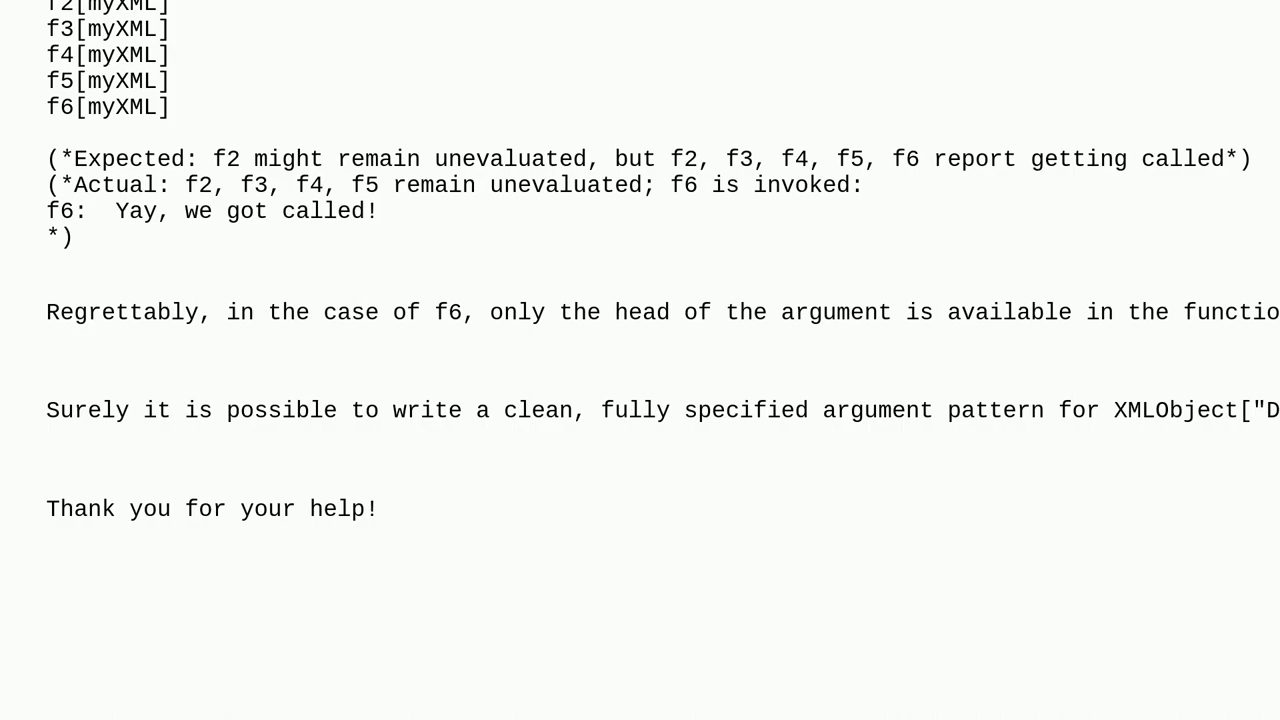 f2[myXML]
f3[myXML]
f4[myXML]
f5[myXML]
f6[myXML]
(*Expected: f2 might remain unevaluated, but f2, f3, f4, f5, f6 report getting called*)
(*Actual: f2, f3, f4, f5 remain unevaluated; f6 is invoked:
f6:  Yay, we got called!
*)
Regrettably, in the case of f6, only the head of the argument is available in the functio
Surely it is possible to write a clean, fully specified argument pattern for XMLObject["D
Thank you for your help!